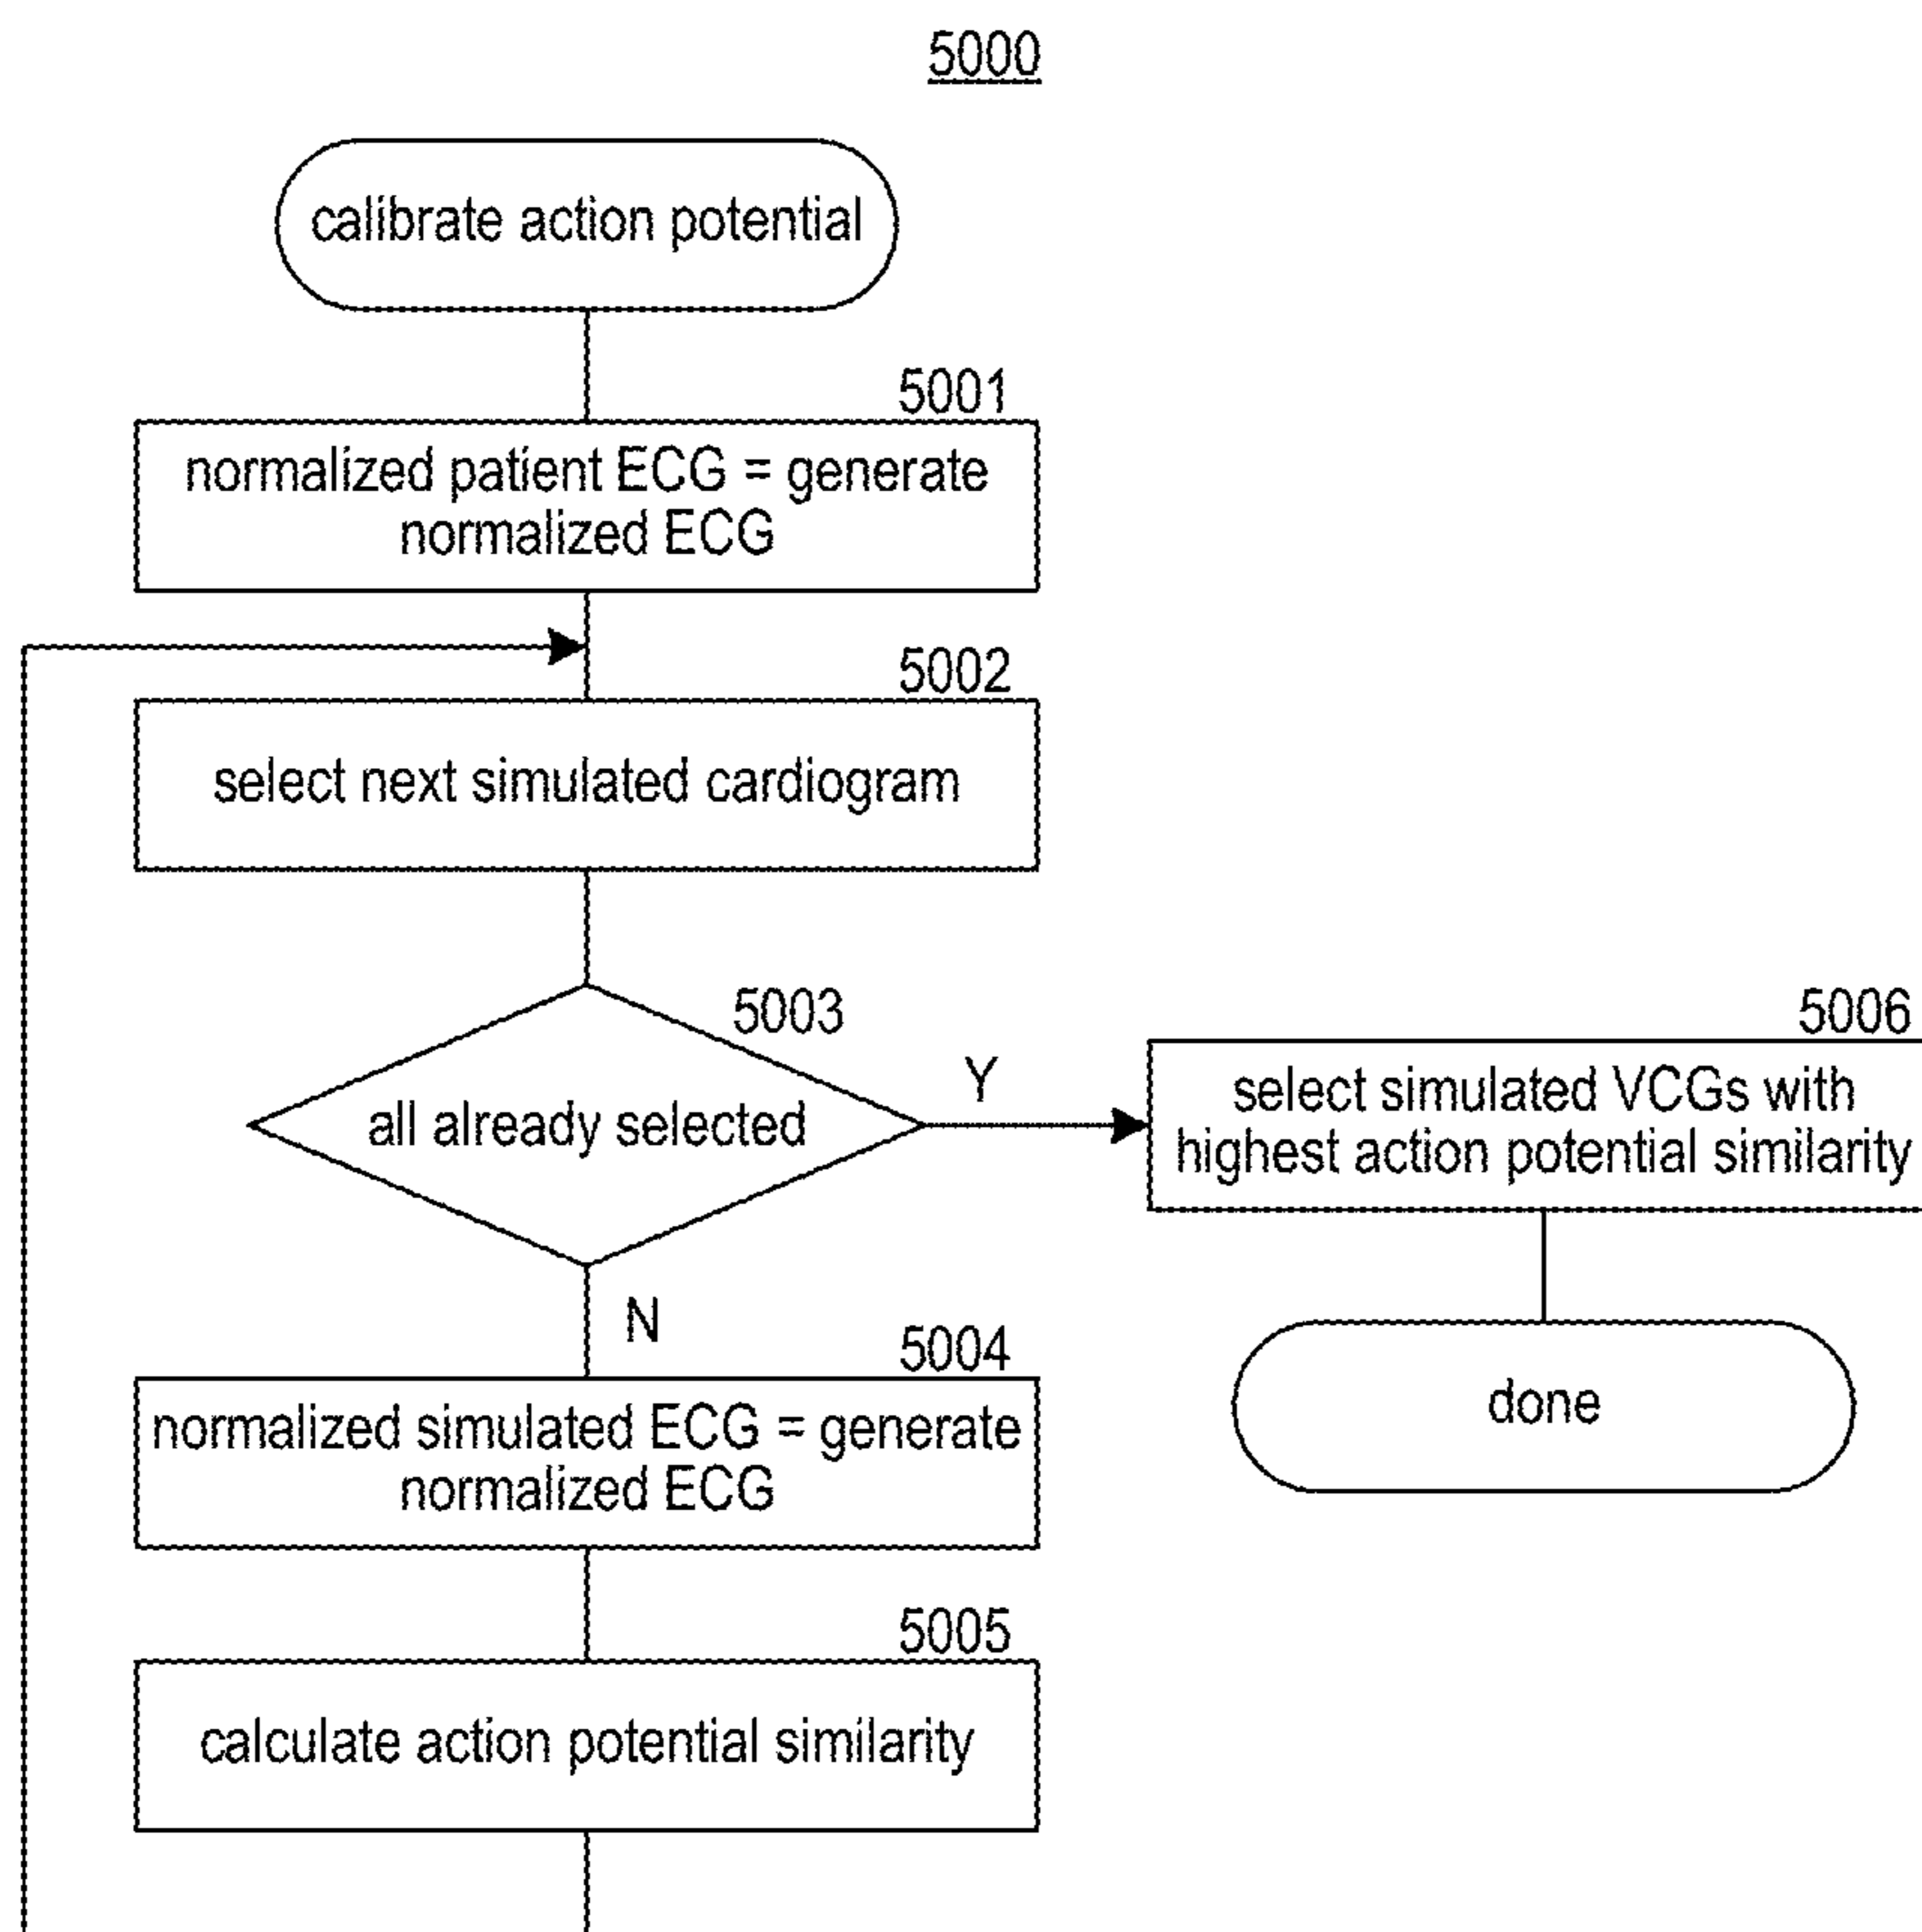 5000
calibrate action potential
5001
normalized patient ECG = generate
normalized ECG
5002
select next simulated cardiogram
5003
all already selected
Y
N
5006
select simulated VCGs with
highest action potential similarity
done
5004
normalized simulated ECG = generate
normalized ECG
5005
calculate action potential similarity